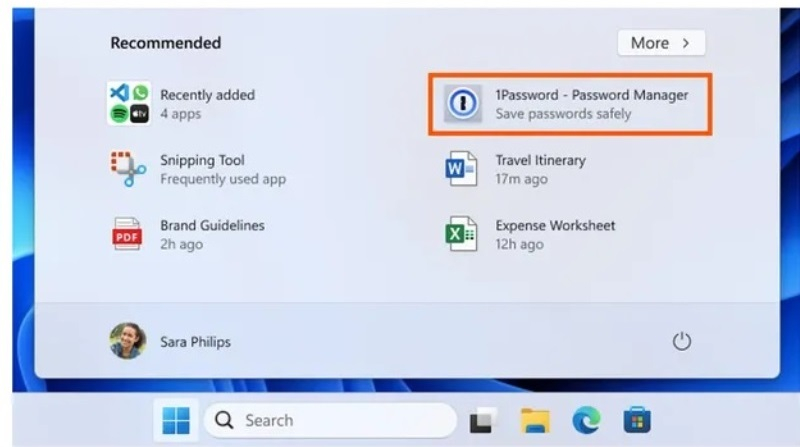 Recommended
More >
Recently added
4 apps
1Password - Password Manager
Save passwords safely
Snipping Tool
Frequently used app
Travel Itinerary
17m ago
PDF
Brand Guidelines
2h ago
Expense Worksheet
12h ago
Sara Philips
Search